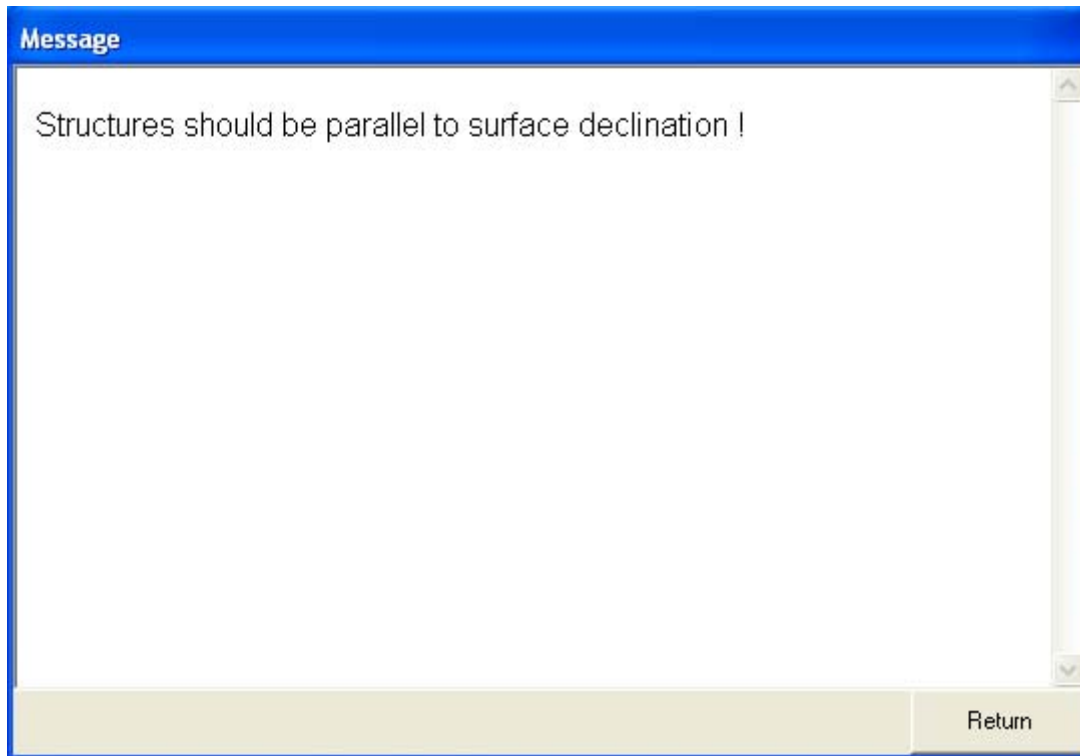 Message
Structures should be parallel to surface declination !
Return